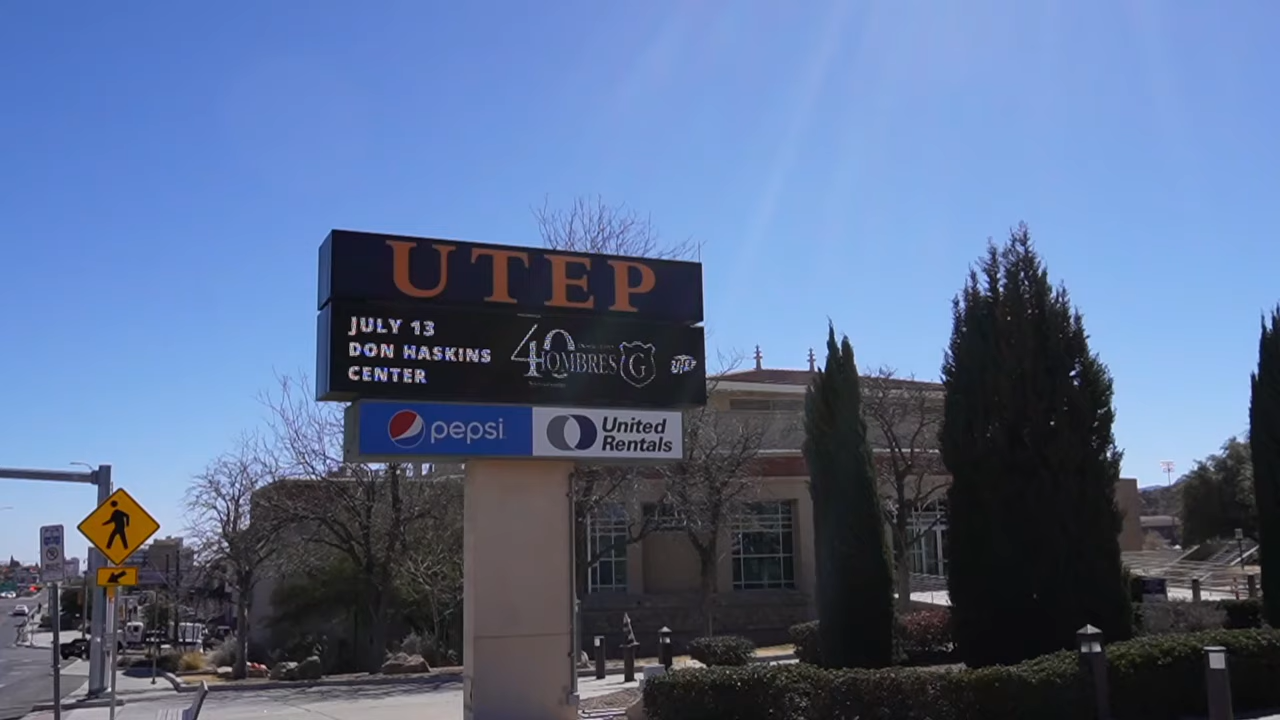 UTEP
JULY 13
DON HASKINS
CENTER
40
HOMBRES G
UTEP
pepsi
United
Rentals